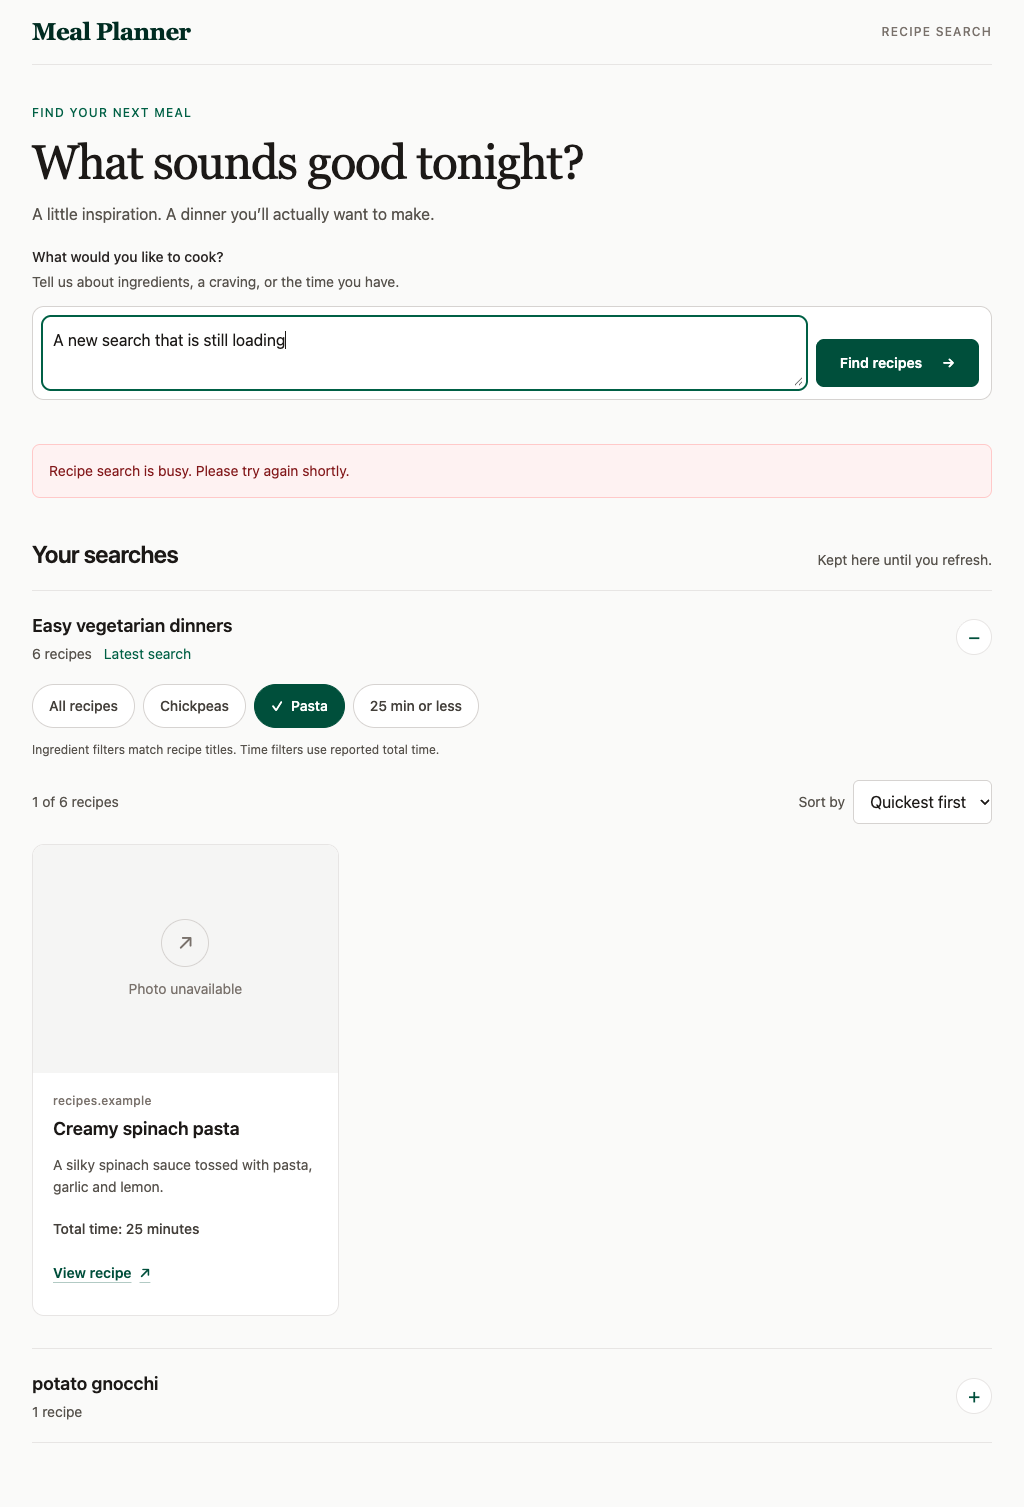 Meal Planner
RECIPE SEARCH
FIND YOUR NEXT MEAL
What sounds good tonight?
A little inspiration. A dinner you’ll actually want to make.
What would you like to cook?
Tell us about ingredients, a craving, or the time you have.
A new search that is still loading
Find recipes →
Recipe search is busy. Please try again shortly.
Your searches
Kept here until you refresh.
Easy vegetarian dinners
6 recipes Latest search
−
All recipes
Chickpeas
✓ Pasta
25 min or less
Ingredient filters match recipe titles. Time filters use reported total time.
1 of 6 recipes
Sort by Quickest first
↗
Photo unavailable
recipes.example
Creamy spinach pasta
A silky spinach sauce tossed with pasta,
garlic and lemon.
Total time: 25 minutes
View recipe ↗
potato gnocchi
1 recipe
+